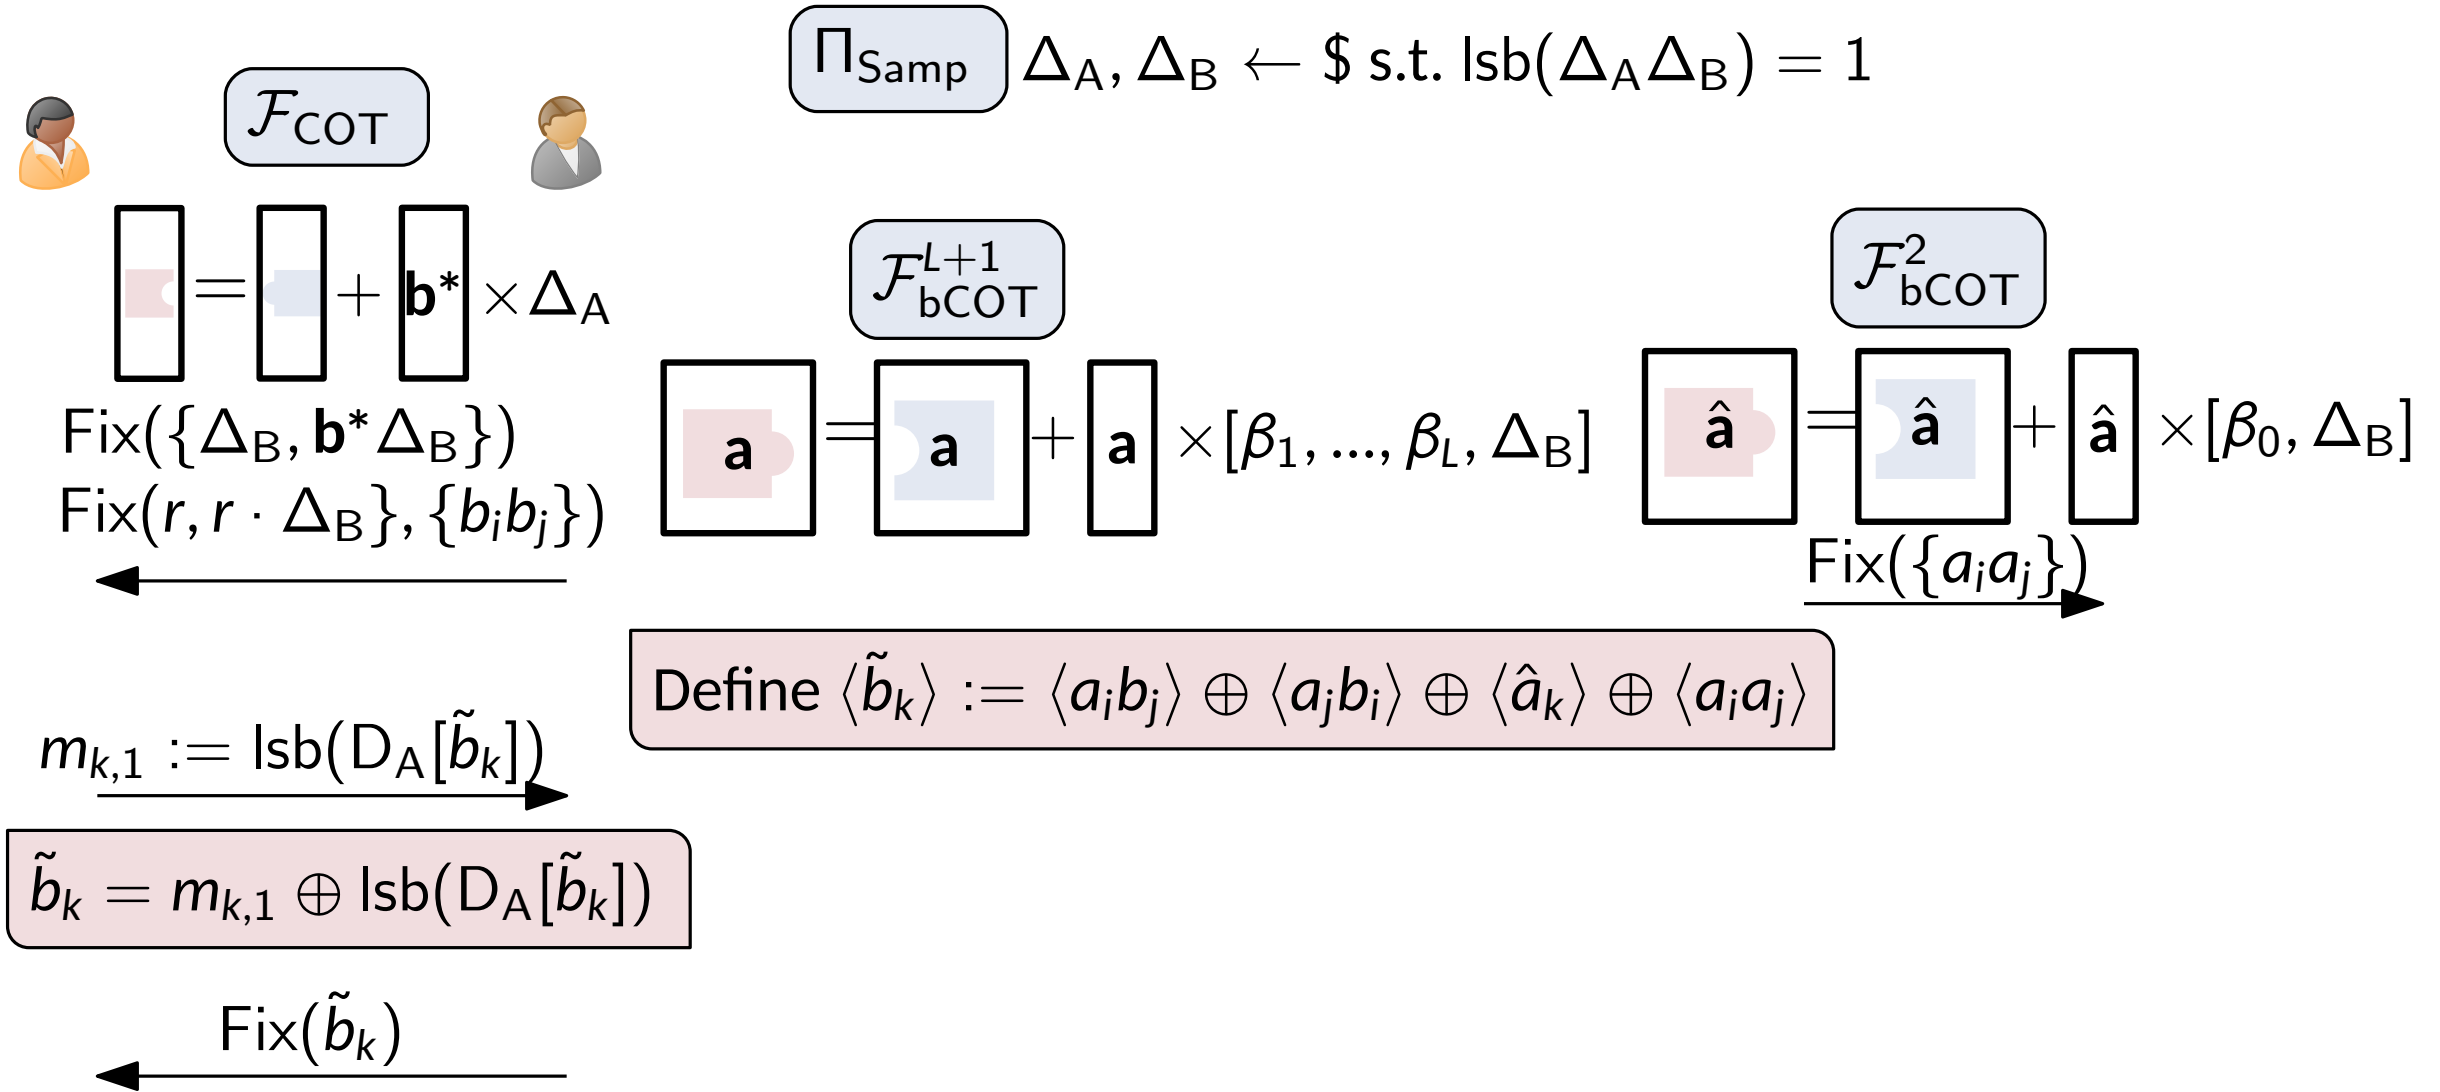 Π_Samp Δ_A, Δ_B ← $ s.t. lsb(Δ_AΔ_B) = 1
ℱ_COT
= + b* ×Δ_A
Fix({Δ_B, b*Δ_B})
Fix(r, r · Δ_B}, {b_ib_j})
ℱ^{L+1}_bCOT
a = a + a ×[β_1, ..., β_L, Δ_B]
ℱ^2_bCOT
â = â + â ×[β_0, Δ_B]
Fix({a_ia_j})
Define ⟨b̃_k⟩ := ⟨a_ib_j⟩ ⊕ ⟨a_jb_i⟩ ⊕ ⟨â_k⟩ ⊕ ⟨a_ia_j⟩
m_{k,1} := lsb(D_A[b̃_k])
b̃_k = m_{k,1} ⊕ lsb(D_A[b̃_k])
Fix(b̃_k)